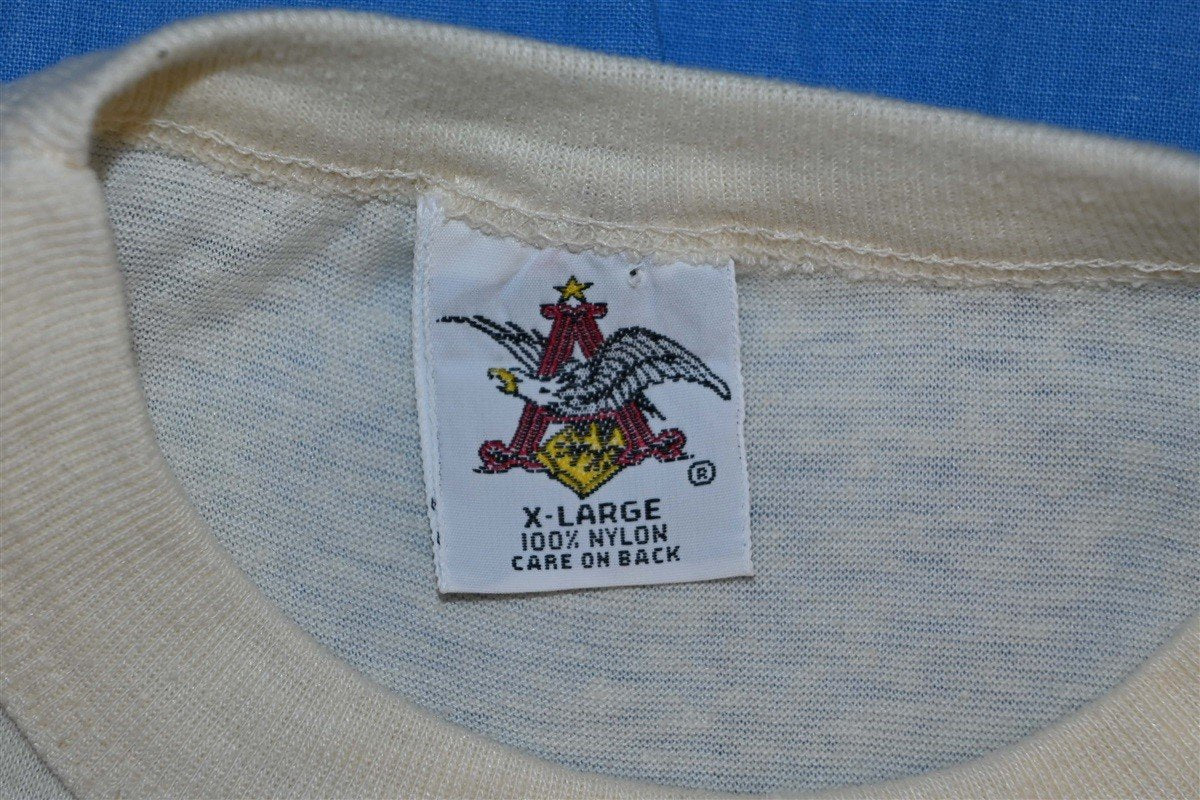 ®
X-LARGE
100% NYLON
CARE ON BACK